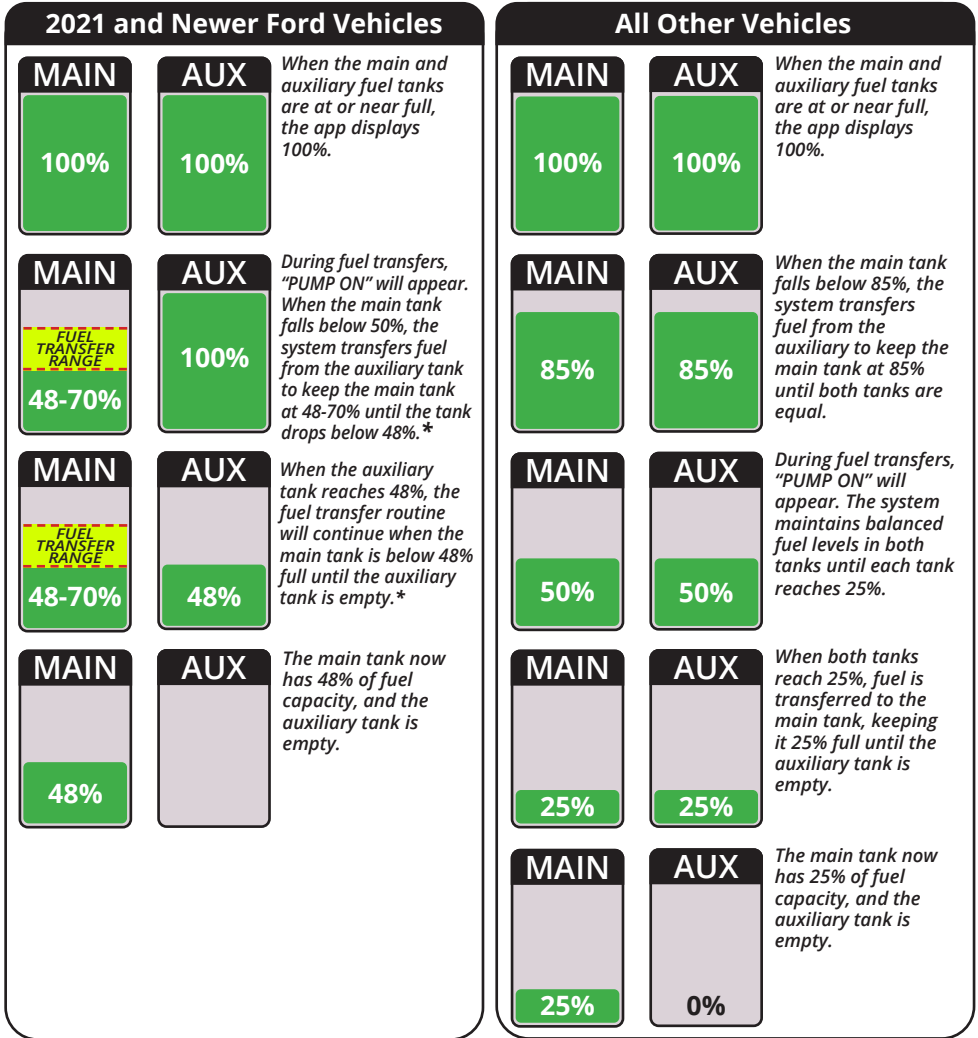 2021 and Newer Ford Vehicles
MAIN
AUX
100%
100%
When the main and
auxiliary fuel tanks
are at or near full,
the app displays
100%.
MAIN
AUX
FUEL
TRANSFER
RANGE
48-70%
100%
During fuel transfers,
“PUMP ON” will appear.
When the main tank
falls below 50%, the
system transfers fuel
from the auxiliary tank
to keep the main tank
at 48-70% until the tank
drops below 48%.*
MAIN
AUX
FUEL
TRANSFER
RANGE
48-70%
48%
When the auxiliary
tank reaches 48%, the
fuel transfer routine
will continue when the
main tank is below 48%
full until the auxiliary
tank is empty.*
MAIN
AUX
48%
The main tank now
has 48% of fuel
capacity, and the
auxiliary tank is
empty.
All Other Vehicles
MAIN
AUX
100%
100%
When the main and
auxiliary fuel tanks
are at or near full,
the app displays
100%.
MAIN
AUX
85%
85%
When the main tank
falls below 85%, the
system transfers
fuel from the
auxiliary to keep the
main tank at 85%
until both tanks are
equal.
MAIN
AUX
50%
50%
During fuel transfers,
“PUMP ON” will
appear. The system
maintains balanced
fuel levels in both
tanks until each tank
reaches 25%.
MAIN
AUX
25%
25%
When both tanks
reach 25%, fuel is
transferred to the
main tank, keeping
it 25% full until the
auxiliary tank is
empty.
MAIN
AUX
25%
0%
The main tank now
has 25% of fuel
capacity, and the
auxiliary tank is
empty.